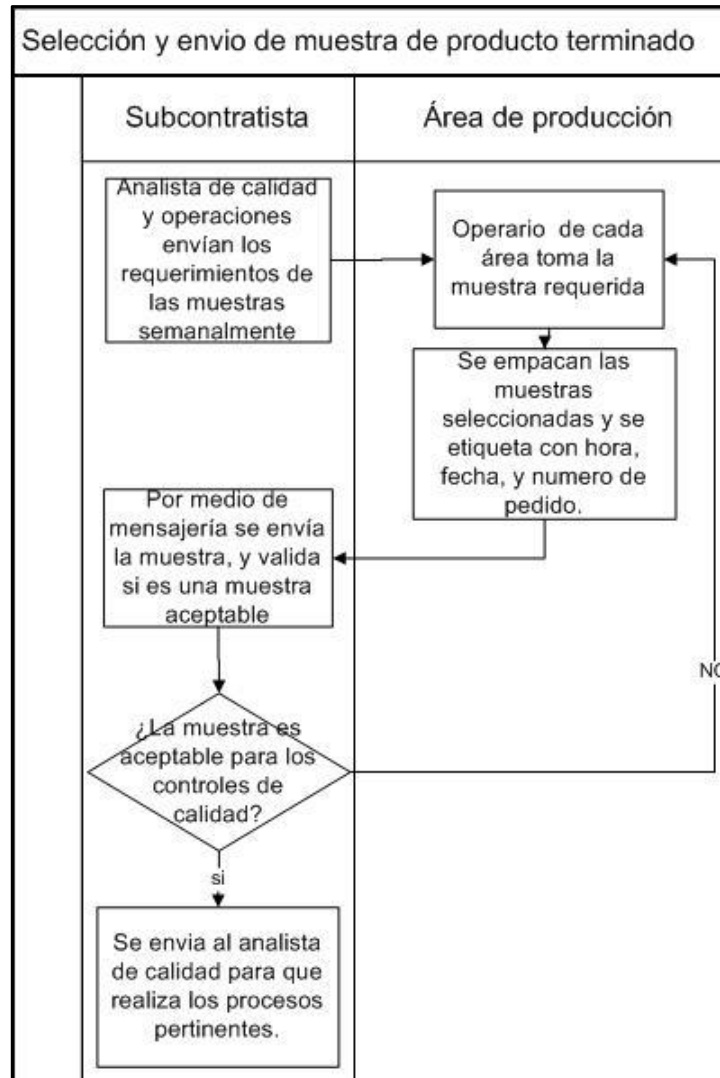 Selección y envio de muestra de producto terminado
Subcontratista
Área de producción
Analista de calidad
y operaciones
envían los
requerimientos de
las muestras
semanalmente
Operario de cada
área toma la
muestra requerida
Se empacan las
muestras
seleccionadas y se
etiqueta con hora,
fecha, y numero de
pedido.
Por medio de
mensajería se envía
la muestra, y valida
si es una muestra
aceptable
¿La muestra es
aceptable para los
controles de
calidad?
NO
si
Se envia al analista
de calidad para que
realiza los procesos
pertinentes.